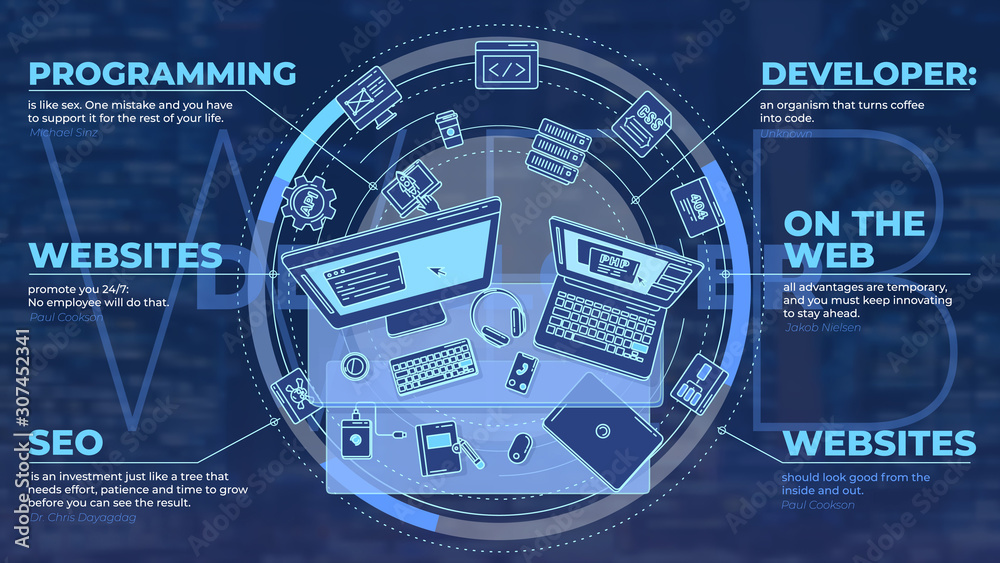 PROGRAMMING
is like sex. One mistake and you have
to support it for the rest of your life.
Michael Sinz
WEBSITES
promote you 24/7:
No employee will do that.
Paul Cookson
SEO
is an investment just like a tree that
needs effort, patience and time to grow
before you can see the result.
Dr. Chris Dayagdag
DEVELOPER:
an organism that turns coffee
into code.
Unknown
ON THE
WEB
all advantages are temporary,
and you must keep innovating
to stay ahead.
Jakob Nielsen
WEBSITES
should look good from the
inside and out.
Paul Cookson
WEB
DEVELOPER
</>
CSS
API
404
PHP
Adobe Stock | #307452341